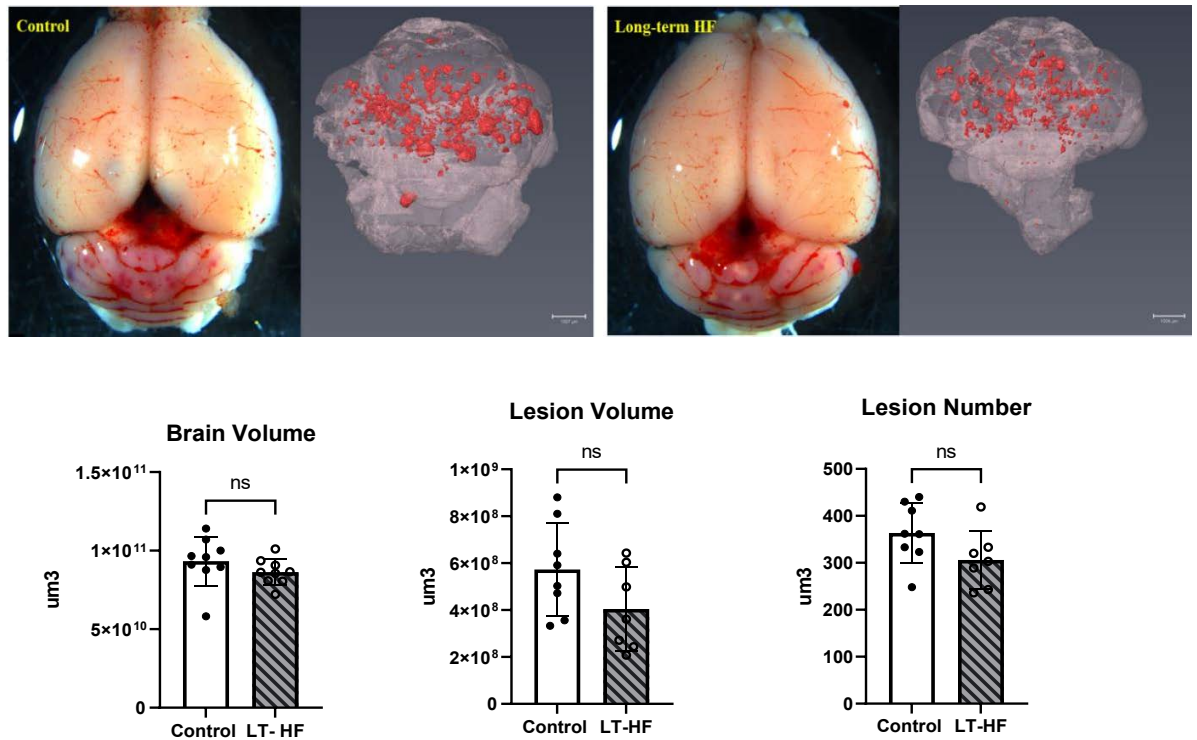 Control
Long-term HF
Brain Volume
Lesion Volume
Lesion Number
ns
ns
ns
1.5×10¹¹
1×10¹¹
5×10¹⁰
0
um3
Control LT- HF
1×10⁹
8×10⁸
6×10⁸
4×10⁸
2×10⁸
0
um3
Control LT-HF
500
400
300
200
100
0
um3
Control LT-HF